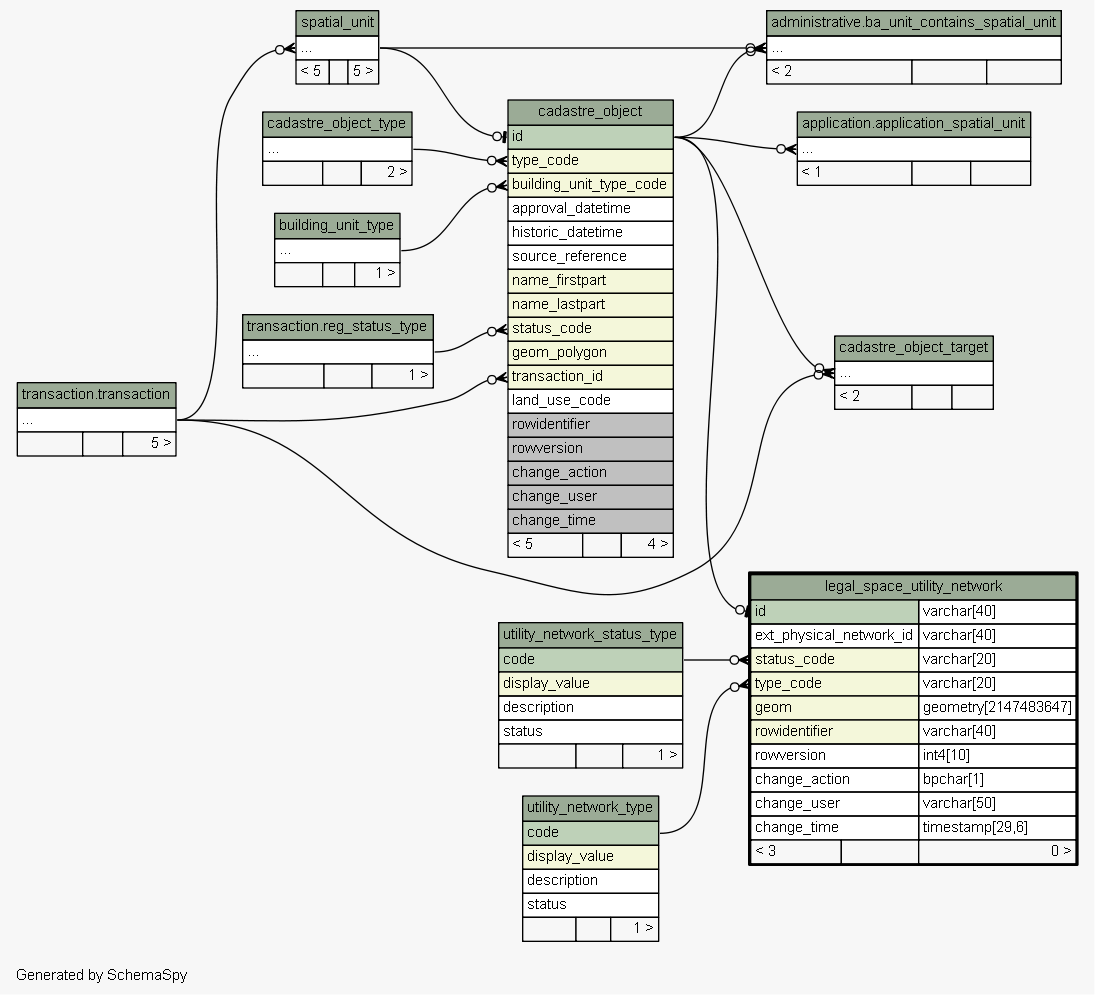 spatial_unit
...
< 5 5 >
administrative.ba_unit_contains_spatial_unit
...
< 2
cadastre_object_type
...
2 >
application.application_spatial_unit
...
< 1
building_unit_type
...
1 >
cadastre_object
id
type_code
building_unit_type_code
approval_datetime
historic_datetime
source_reference
name_firstpart
name_lastpart
status_code
geom_polygon
transaction_id
land_use_code
rowidentifier
rowversion
change_action
change_user
change_time
< 5 4 >
transaction.reg_status_type
...
1 >
cadastre_object_target
...
< 2
transaction.transaction
...
5 >
legal_space_utility_network
id varchar[40]
ext_physical_network_id varchar[40]
status_code varchar[20]
type_code varchar[20]
geom geometry[2147483647]
rowidentifier varchar[40]
rowversion int4[10]
change_action bpchar[1]
change_user varchar[50]
change_time timestamp[29,6]
< 3 0 >
utility_network_status_type
code
display_value
description
status
1 >
utility_network_type
code
display_value
description
status
1 >
Generated by SchemaSpy